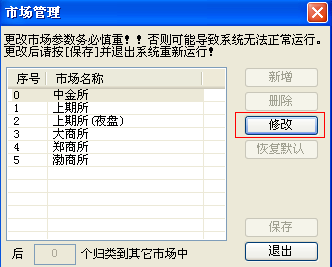 市场管理
更改市场参数务必慎重！！否则可能导致系统无法正常运行。
更改后请按[保存]并退出系统重新运行！
序号 市场名称
0 中金所
1 上期所
2 上期所(夜盘)
3 大商所
4 郑商所
5 渤商所
新增
删除
修改
恢复默认
保存
后 0 个归类到其它市场中
退出